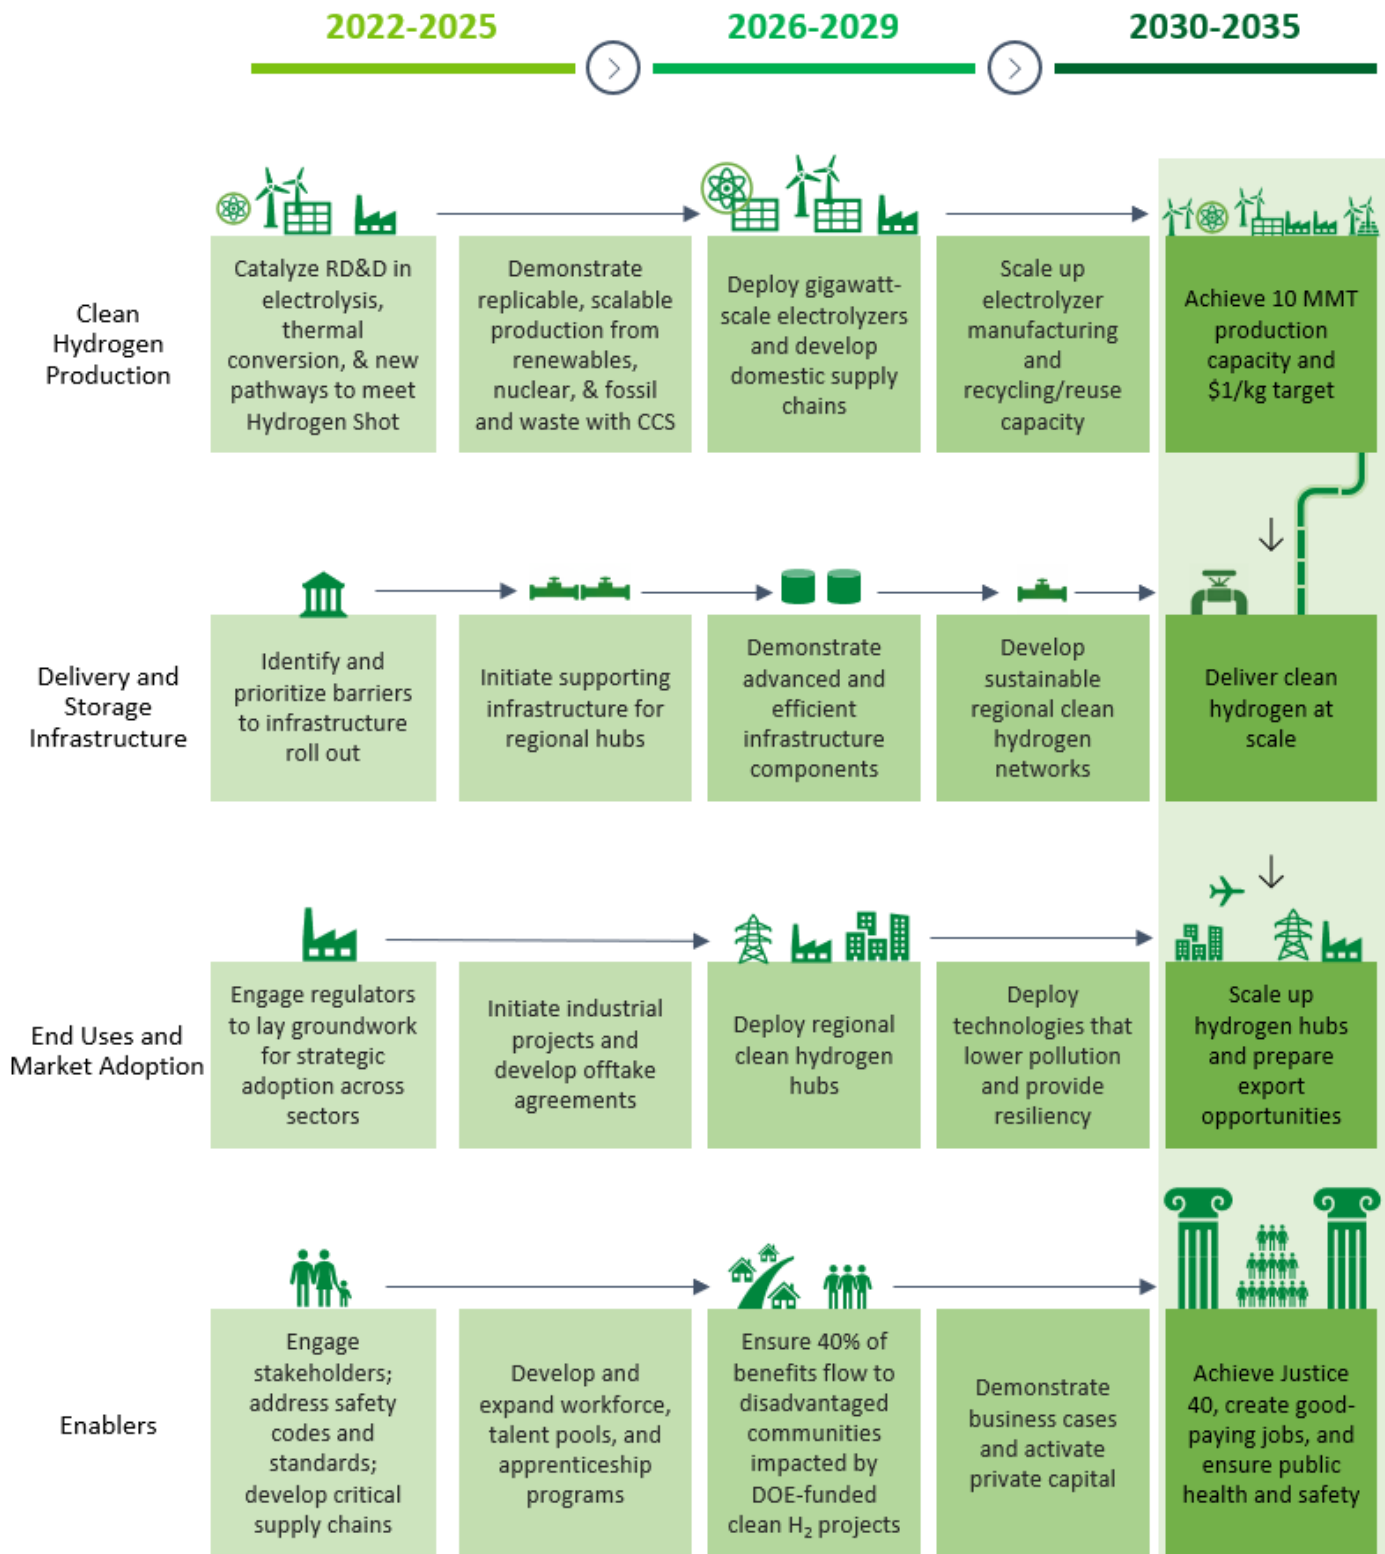 2022-2025
2026-2029
2030-2035
Clean
Hydrogen
Production
Catalyze RD&D in
electrolysis,
thermal
conversion, & new
pathways to meet
Hydrogen Shot
Demonstrate
replicable, scalable
production from
renewables,
nuclear, & fossil
and waste with CCS
Deploy gigawatt-
scale electrolyzers
and develop
domestic supply
chains
Scale up
electrolyzer
manufacturing
and
recycling/reuse
capacity
Achieve 10 MMT
production
capacity and
$1/kg target
Delivery and
Storage
Infrastructure
Identify and
prioritize barriers
to infrastructure
roll out
Initiate supporting
infrastructure for
regional hubs
Demonstrate
advanced and
efficient
infrastructure
components
Develop
sustainable
regional clean
hydrogen
networks
Deliver clean
hydrogen at
scale
End Uses and
Market Adoption
Engage regulators
to lay groundwork
for strategic
adoption across
sectors
Initiate industrial
projects and
develop offtake
agreements
Deploy regional
clean hydrogen
hubs
Deploy
technologies that
lower pollution
and provide
resiliency
Scale up
hydrogen hubs
and prepare
export
opportunities
Enablers
Engage
stakeholders;
address safety
codes and
standards;
develop critical
supply chains
Develop and
expand workforce,
talent pools, and
apprenticeship
programs
Ensure 40% of
benefits flow to
disadvantaged
communities
impacted by
DOE-funded
clean H₂ projects
Demonstrate
business cases
and activate
private capital
Achieve Justice
40, create good-
paying jobs, and
ensure public
health and safety